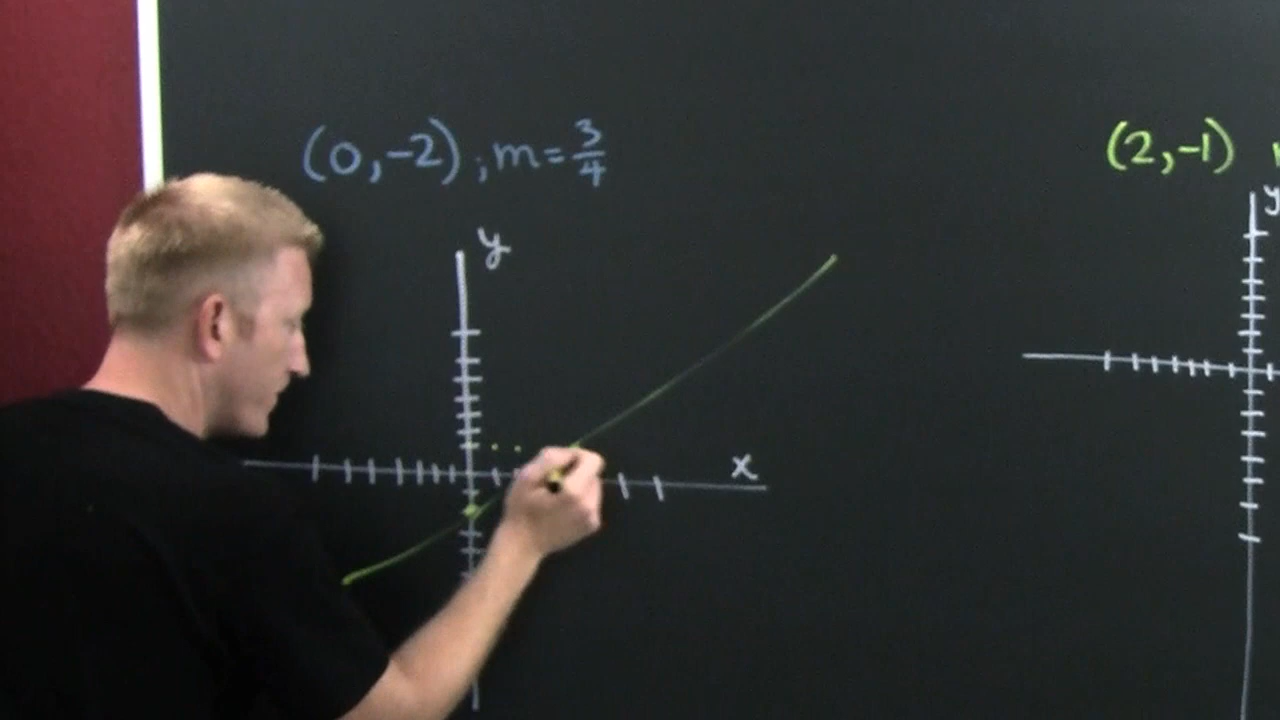 (0,-2) ; m = 3/4
y
x
(2,-1)
y